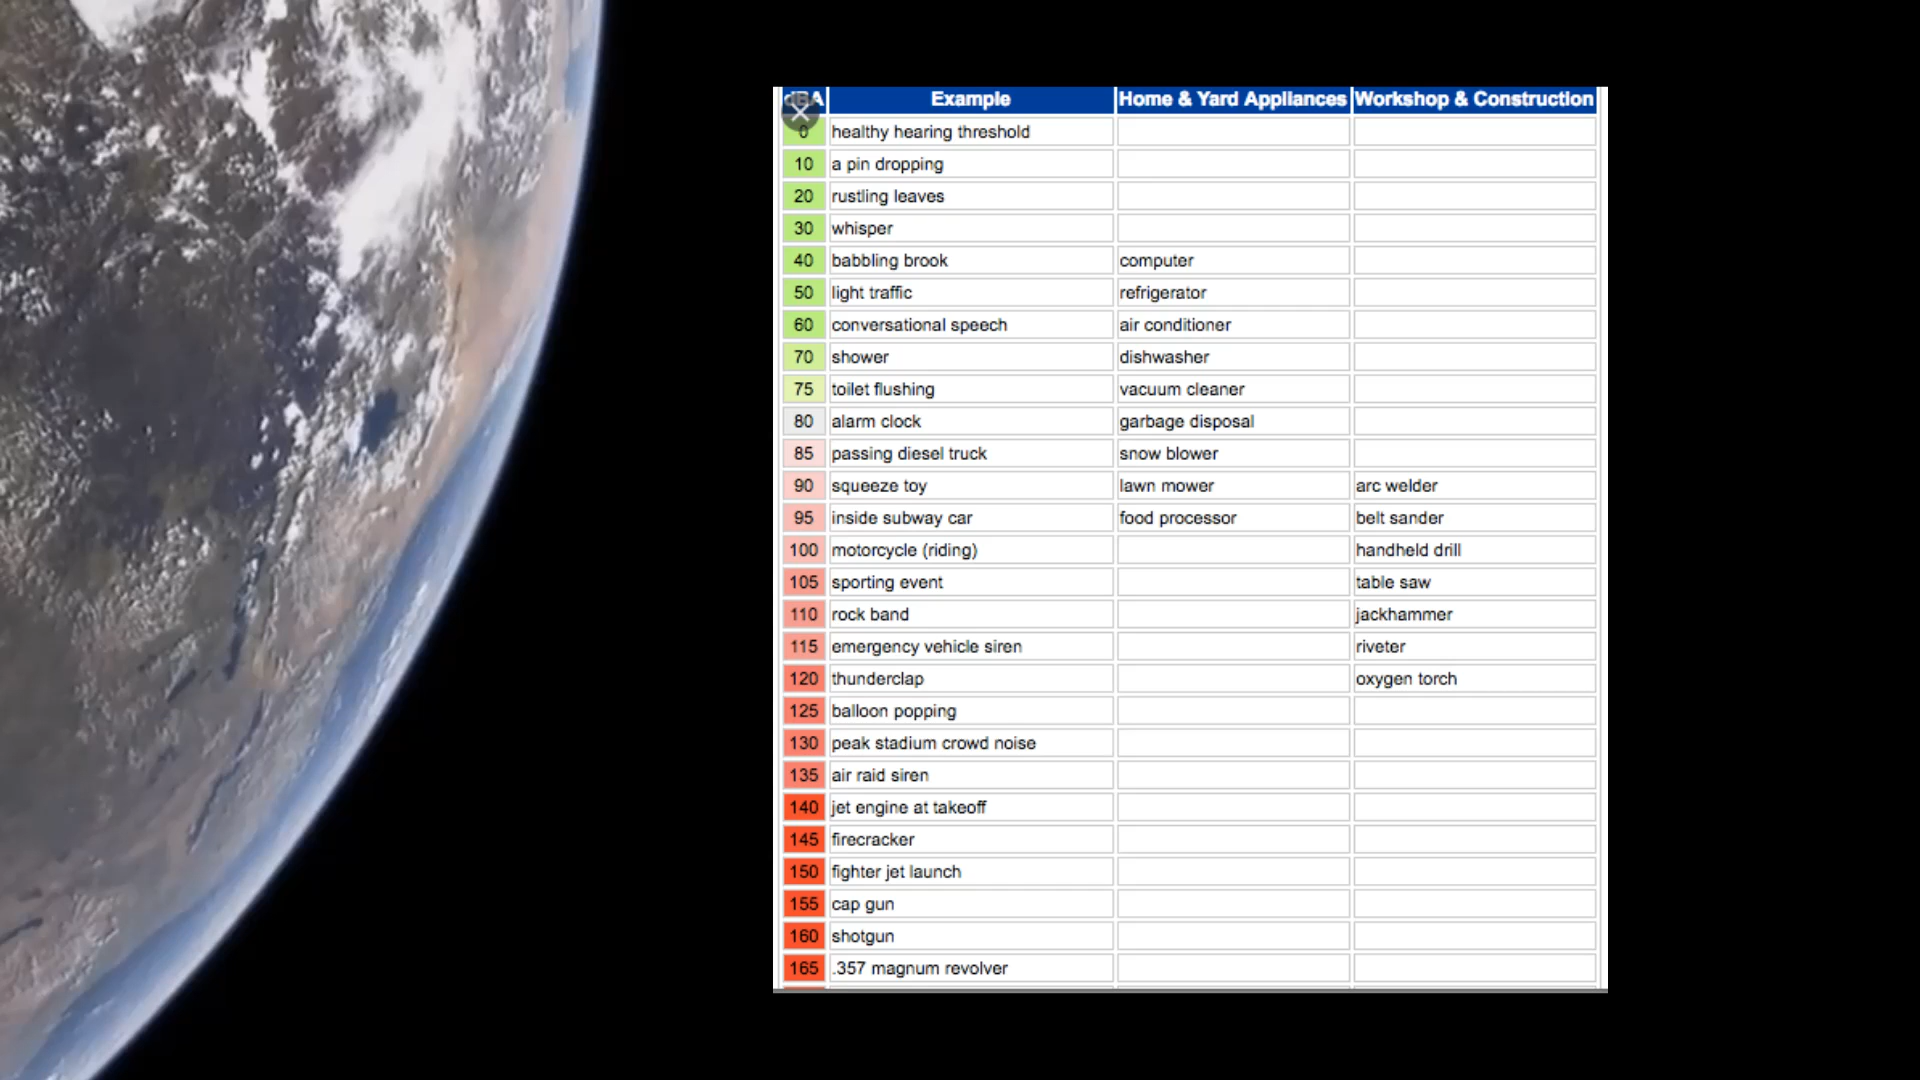 dBA Example Home & Yard Appliances Workshop & Construction
0 healthy hearing threshold
10 a pin dropping
20 rustling leaves
30 whisper
40 babbling brook computer
50 light traffic refrigerator
60 conversational speech air conditioner
70 shower dishwasher
75 toilet flushing vacuum cleaner
80 alarm clock garbage disposal
85 passing diesel truck snow blower
90 squeeze toy lawn mower arc welder
95 inside subway car food processor belt sander
100 motorcycle (riding) handheld drill
105 sporting event table saw
110 rock band jackhammer
115 emergency vehicle siren riveter
120 thunderclap oxygen torch
125 balloon popping
130 peak stadium crowd noise
135 air raid siren
140 jet engine at takeoff
145 firecracker
150 fighter jet launch
155 cap gun
160 shotgun
165 .357 magnum revolver